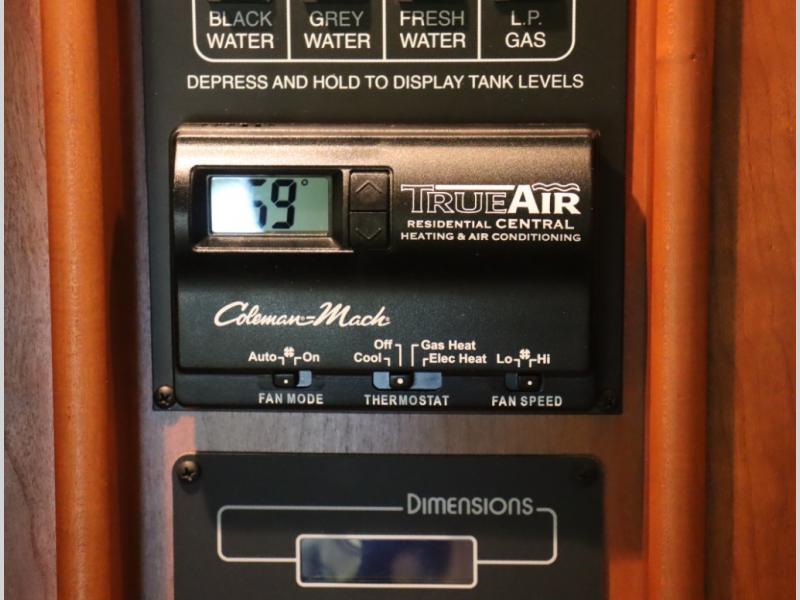 BLACK WATER
GREY WATER
FRESH WATER
L.P. GAS
DEPRESS AND HOLD TO DISPLAY TANK LEVELS
59°
TRUEAIR
RESIDENTIAL CENTRAL
HEATING & AIR CONDITIONING
Coleman-Mach
Auto On
FAN MODE
Cool Off Gas Heat Elec Heat
THERMOSTAT
Lo Hi
FAN SPEED
DIMENSIONS